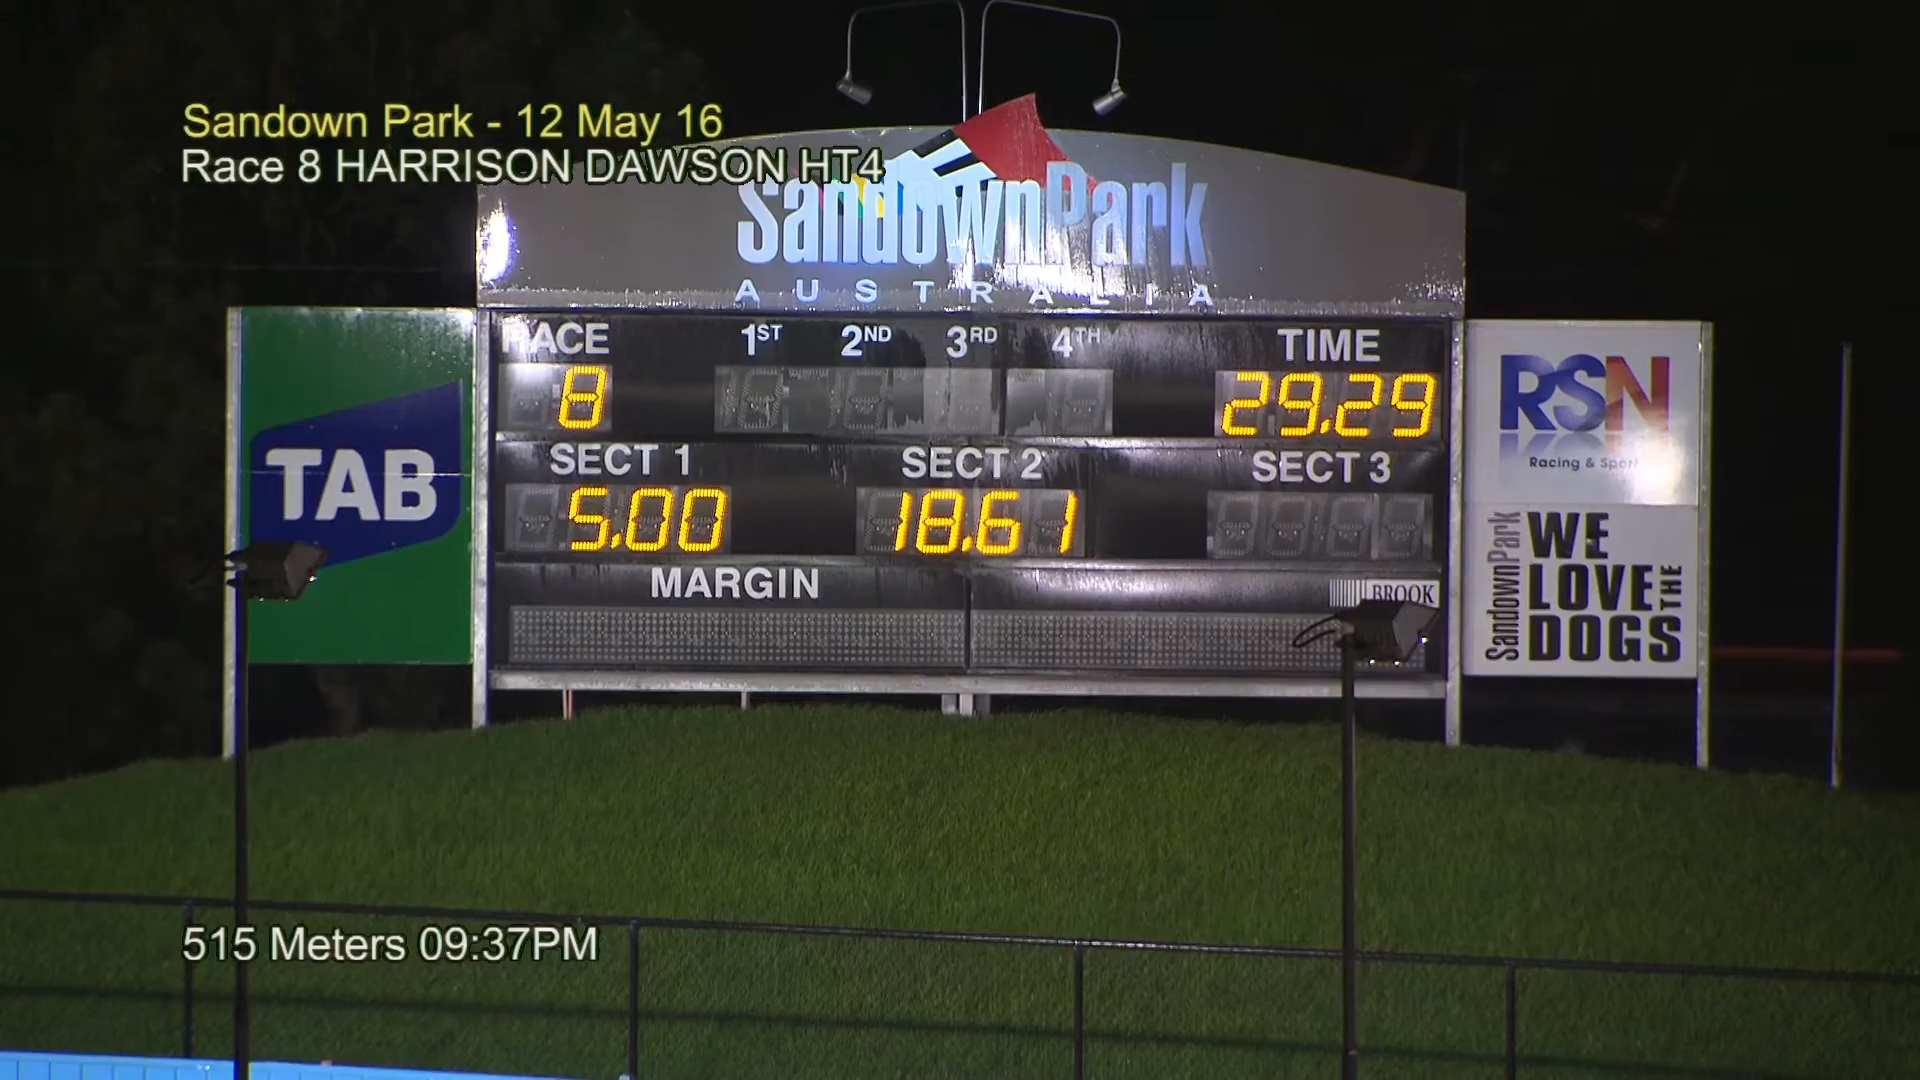 Sandown Park - 12 May 16
Race 8 HARRISON DAWSON HT4
SandownPark
AUSTRALIA
RACE 1ST 2ND 3RD 4TH TIME
8 29.29
SECT 1 SECT 2 SECT 3
5.00 18.61
MARGIN
BROOK
TAB
RSN
Racing & Sport
SandownPark
WE
LOVE THE
DOGS
515 Meters 09:37PM